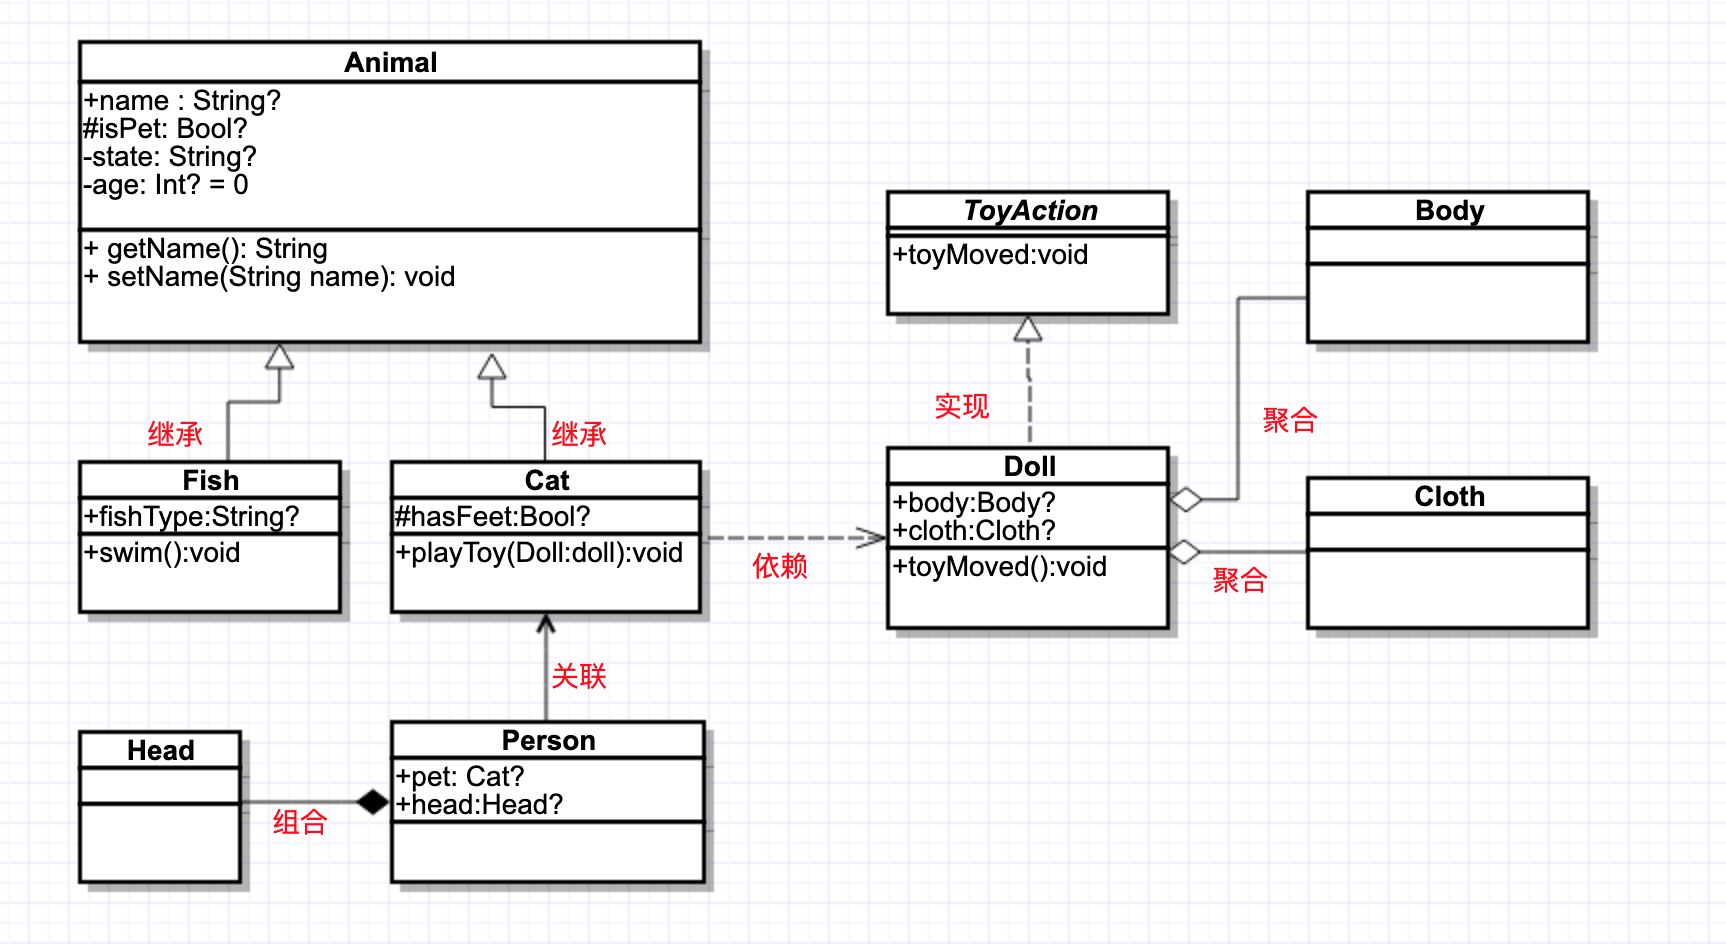 Animal
+name : String?
#isPet: Bool?
-state: String?
-age: Int? = 0
+ getName(): String
+ setName(String name): void
ToyAction
+toyMoved:void
Body
继承
继承
实现
聚合
Fish
+fishType:String?
+swim():void
Cat
#hasFeet:Bool?
+playToy(Doll:doll):void
依赖
Doll
+body:Body?
+cloth:Cloth?
+toyMoved():void
聚合
Cloth
关联
Head
组合
Person
+pet: Cat?
+head:Head?